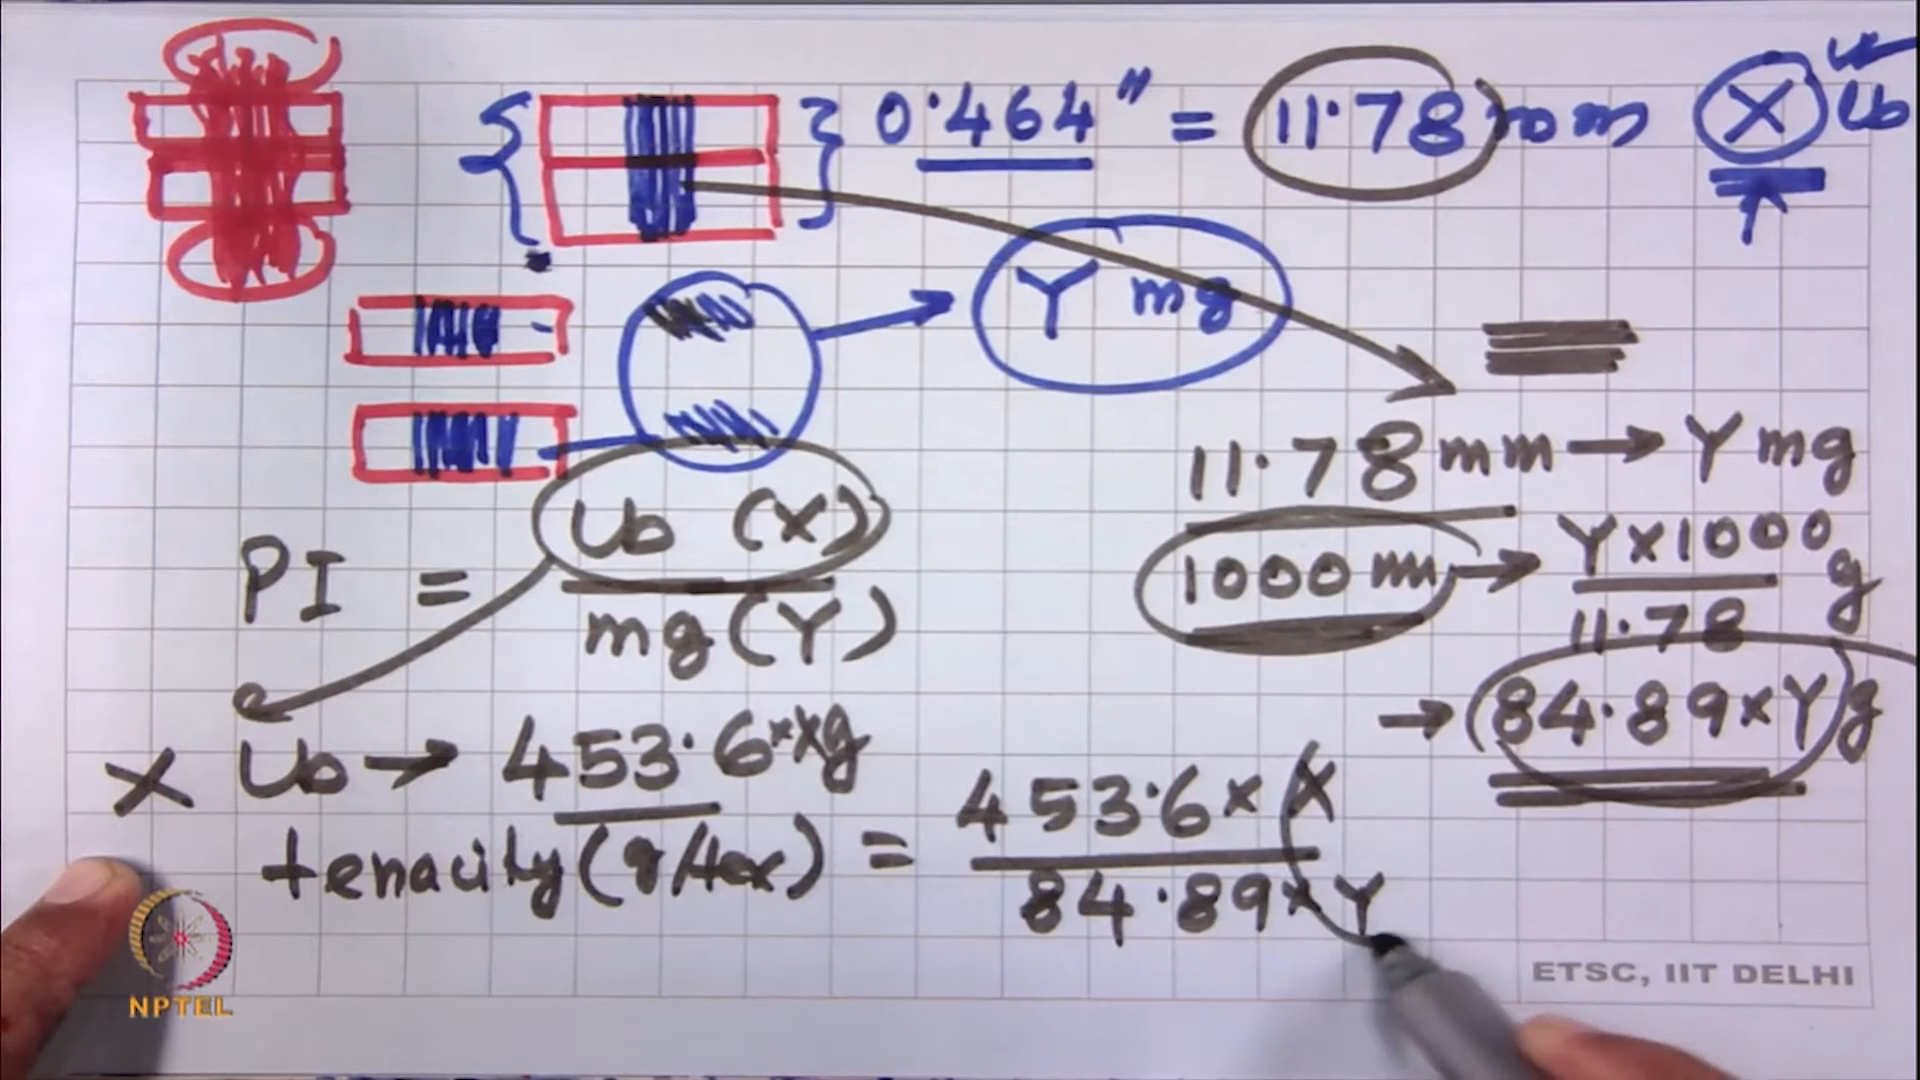 0.464" = 11.78 mm X lb
Y mg
11.78 mm → Y mg
PI = lb (X) / mg (Y)
1000 m → Y x 1000 / 11.78 g
→ 84.89 x Y g
X lb → 453.6 x X g
tenacity (g/tex) = 453.6 x X / 84.89 x Y
NPTEL
ETSC, IIT DELHI